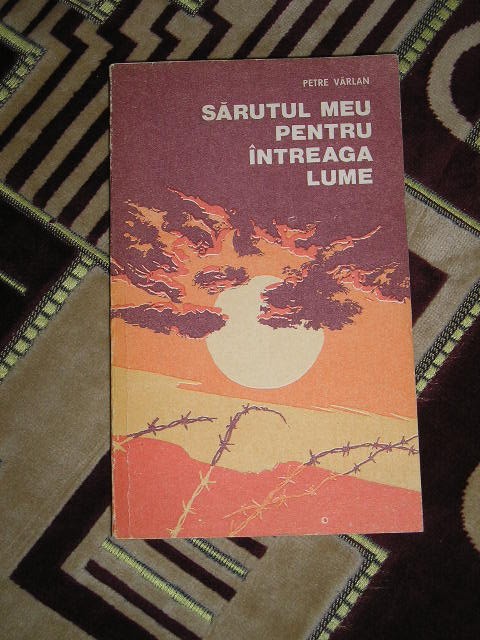 PETRE VÂRLAN
SĂRUTUL MEU
PENTRU
ÎNTREAGA
LUME